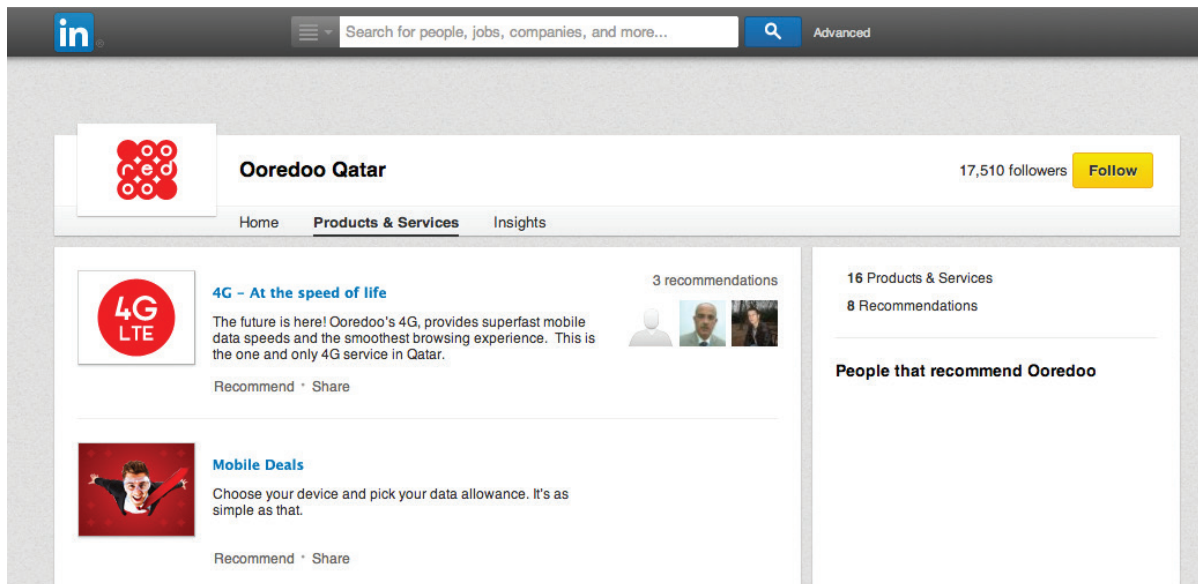 in
Search for people, jobs, companies, and more...
Advanced
ooredoo
Ooredoo Qatar
17,510 followers
Follow
Home
Products & Services
Insights
4G LTE
4G – At the speed of life
3 recommendations
The future is here! Ooredoo's 4G, provides superfast mobile
data speeds and the smoothest browsing experience. This is
the one and only 4G service in Qatar.
Recommend · Share
Mobile Deals
Choose your device and pick your data allowance. It's as
simple as that.
Recommend · Share
16 Products & Services
8 Recommendations
People that recommend Ooredoo